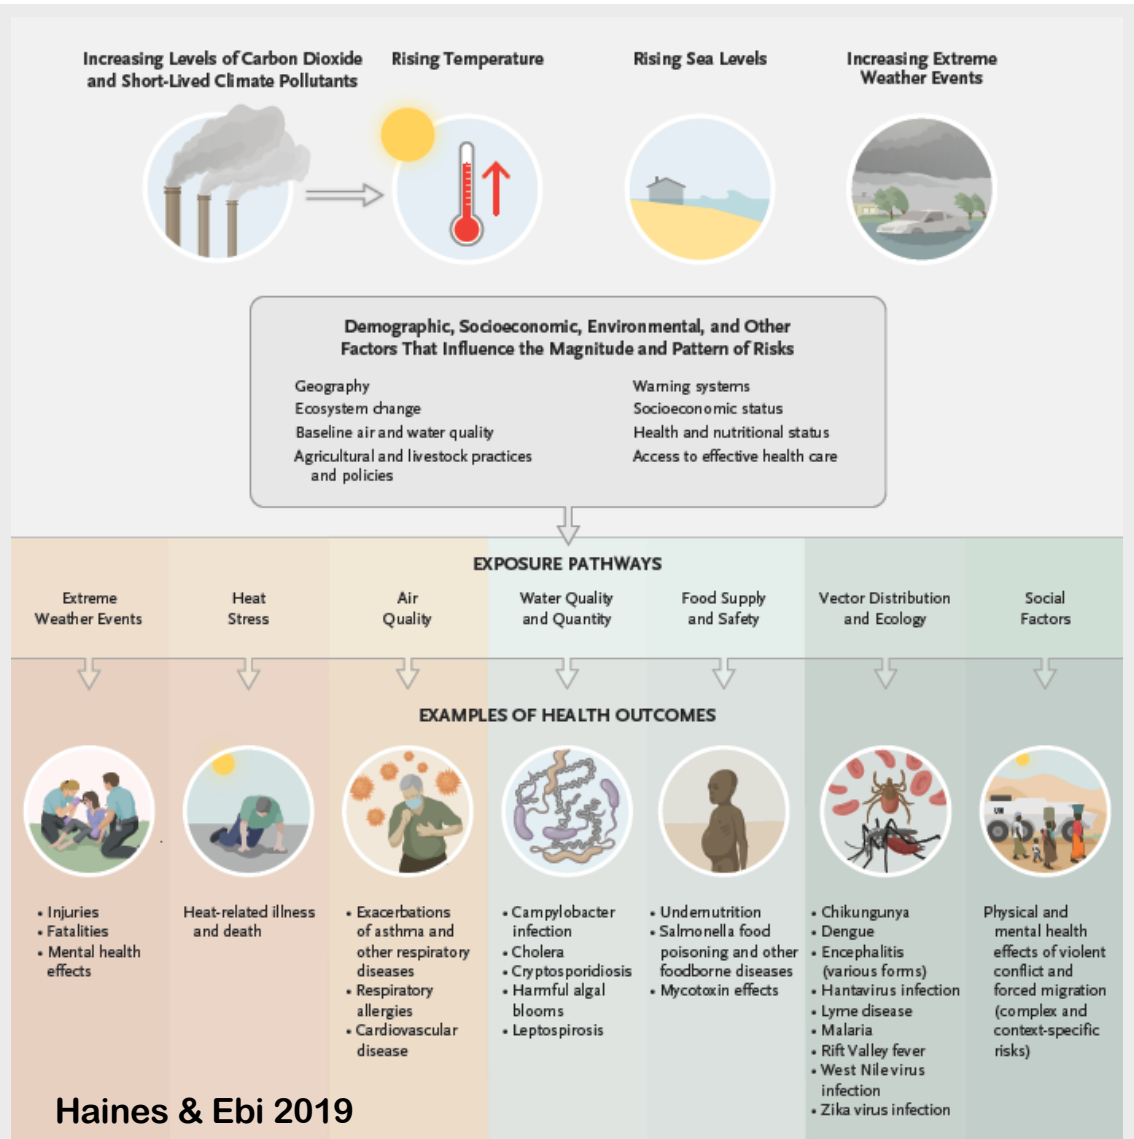 Increasing Levels of Carbon Dioxide
and Short-Lived Climate Pollutants
Rising Temperature
Rising Sea Levels
Increasing Extreme
Weather Events
Demographic, Socioeconomic, Environmental, and Other
Factors That Influence the Magnitude and Pattern of Risks
Geography
Ecosystem change
Baseline air and water quality
Agricultural and livestock practices
and policies
Warning systems
Socioeconomic status
Health and nutritional status
Access to effective health care
EXPOSURE PATHWAYS
Extreme
Weather Events
Heat
Stress
Air
Quality
Water Quality
and Quantity
Food Supply
and Safety
Vector Distribution
and Ecology
Social
Factors
EXAMPLES OF HEALTH OUTCOMES
UN
• Injuries
• Fatalities
• Mental health
effects
Heat-related illness
and death
• Exacerbations
of asthma and
other respiratory
diseases
• Respiratory
allergies
• Cardiovascular
disease
• Campylobacter
infection
• Cholera
• Cryptosporidiosis
• Harmful algal
blooms
• Leptospirosis
• Undernutrition
• Salmonella food
poisoning and other
foodborne diseases
• Mycotoxin effects
• Chikungunya
• Dengue
• Encephalitis
(various forms)
• Hantavirus infection
• Lyme disease
• Malaria
• Rift Valley fever
• West Nile virus
infection
• Zika virus infection
Physical and
mental health
effects of violent
conflict and
forced migration
(complex and
context-specific
risks)
Haines & Ebi 2019